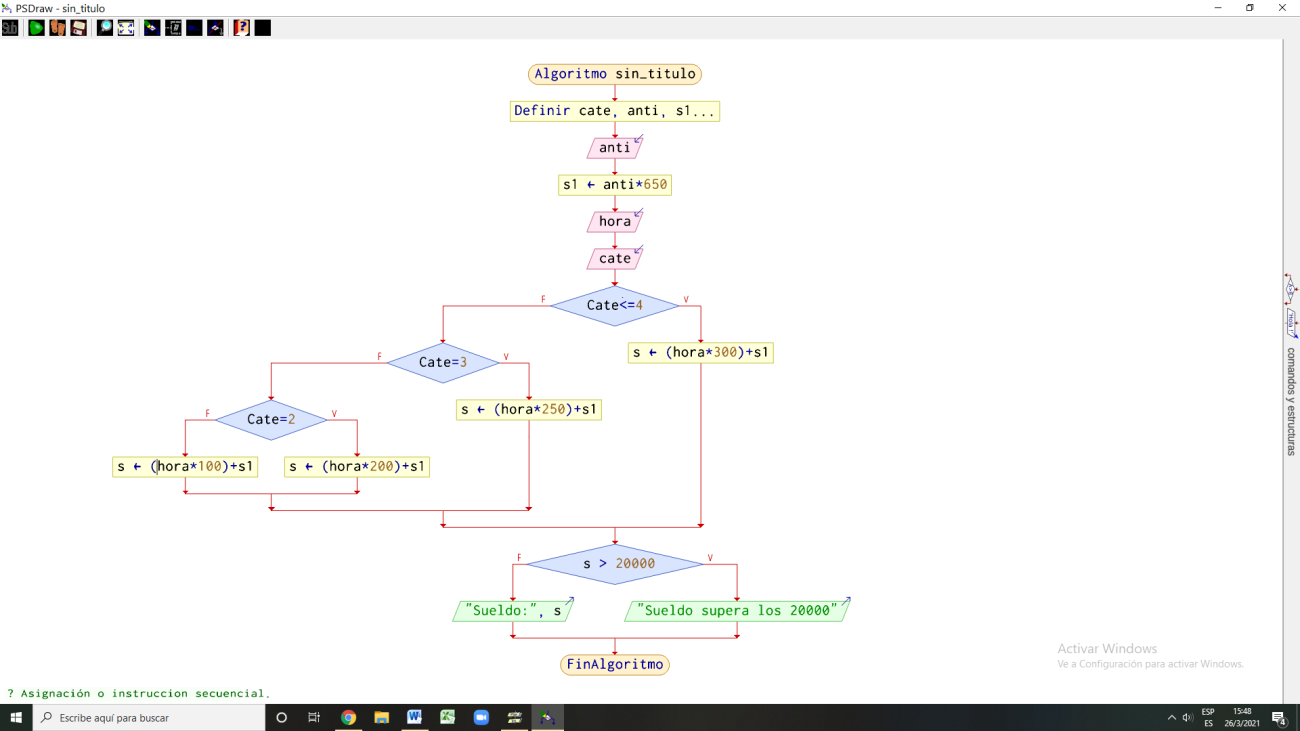 PSDraw - sin_titulo
Sub
Algoritmo sin_titulo
Definir cate, anti, s1...
anti
s1 ← anti*650
hora
cate
F Cate<=4 V
s ← (hora*300)+s1
F Cate=3 V
s ← (hora*250)+s1
F Cate=2 V
s ← (hora*100)+s1
s ← (hora*200)+s1
F s > 20000 V
"Sueldo:", s
"Sueldo supera los 20000"
FinAlgoritmo
comandos y estructuras
Activar Windows
Ve a Configuración para activar Windows.
? Asignación o instruccion secuencial.
Escribe aquí para buscar
ESP
ES
15:48
26/3/2021
4